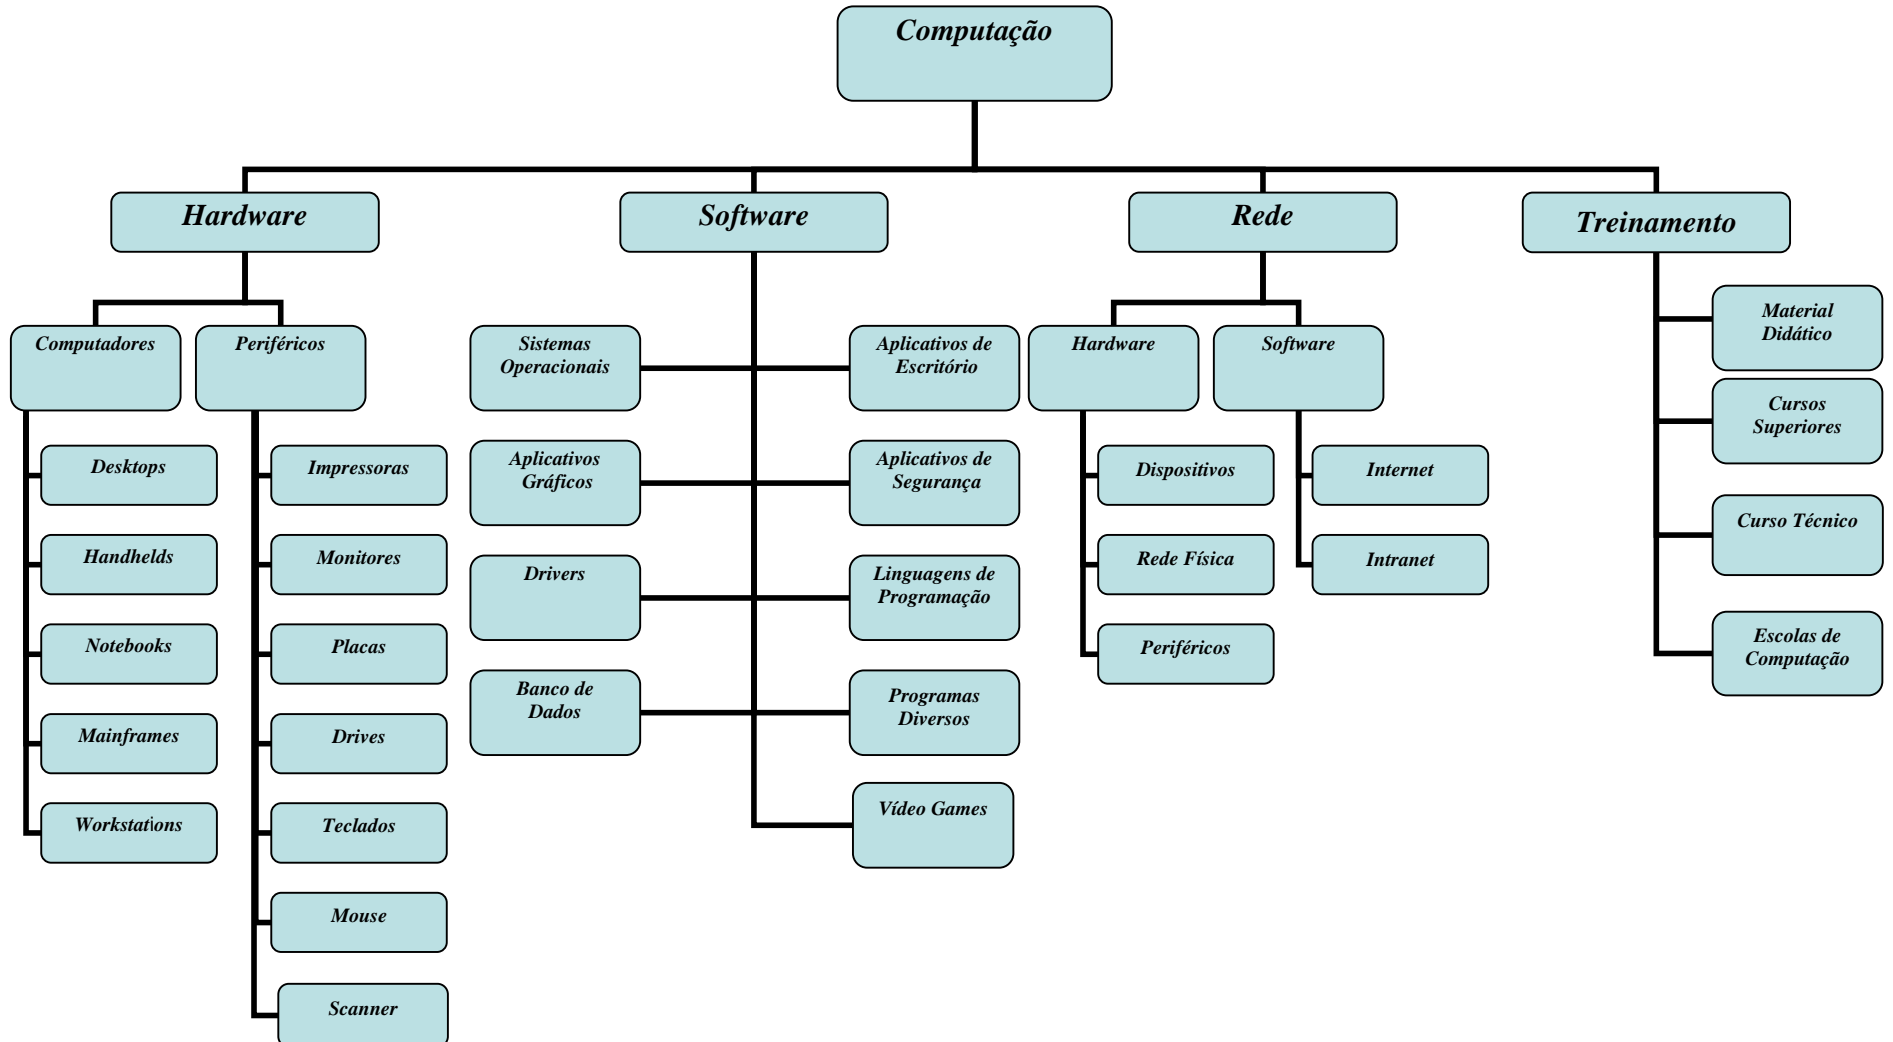 Computação
Hardware
Software
Rede
Treinamento
Computadores
Desktops
Handhelds
Notebooks
Mainframes
Workstations
Periféricos
Impressoras
Monitores
Placas
Drives
Teclados
Mouse
Scanner
Sistemas
Operacionais
Aplicativos de
Escritório
Aplicativos
Gráficos
Aplicativos de
Segurança
Drivers
Linguagens de
Programação
Banco de
Dados
Programas
Diversos
Vídeo Games
Hardware
Dispositivos
Rede Física
Periféricos
Software
Internet
Intranet
Material
Didático
Cursos
Superiores
Curso Técnico
Escolas de
Computação